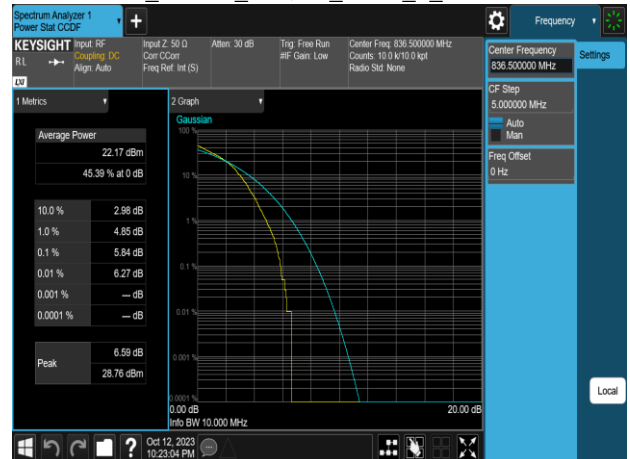 Spectrum Analyzer 1
Power Stat CCDF
Frequency
KEYSIGHT
RL
LXI
Input: RF
Coupling: DC
Align: Auto
Input Z: 50 Ω
Corr CCorr
Freq Ref: Int (S)
Atten: 30 dB
Trig: Free Run
#IF Gain: Low
Center Freq: 836.500000 MHz
Counts: 10.0 k/10.0 kpt
Radio Std: None
Center Frequency
836.500000 MHz
Settings
CF Step
5.000000 MHz
Auto
Man
Freq Offset
0 Hz
1 Metrics
Average Power
22.17 dBm
45.39 % at 0 dB
10.0 % 2.98 dB
1.0 % 4.85 dB
0.1 % 5.84 dB
0.01 % 6.27 dB
0.001 % --- dB
0.0001 % --- dB
Peak 6.59 dB
28.76 dBm
2 Graph
Gaussian
100 %
10 %
1 %
0.1 %
0.01 %
0.001 %
0.0001 %
0.00 dB 20.00 dB
Info BW 10.000 MHz
Local
?
Oct 12, 2023
10:23:04 PM